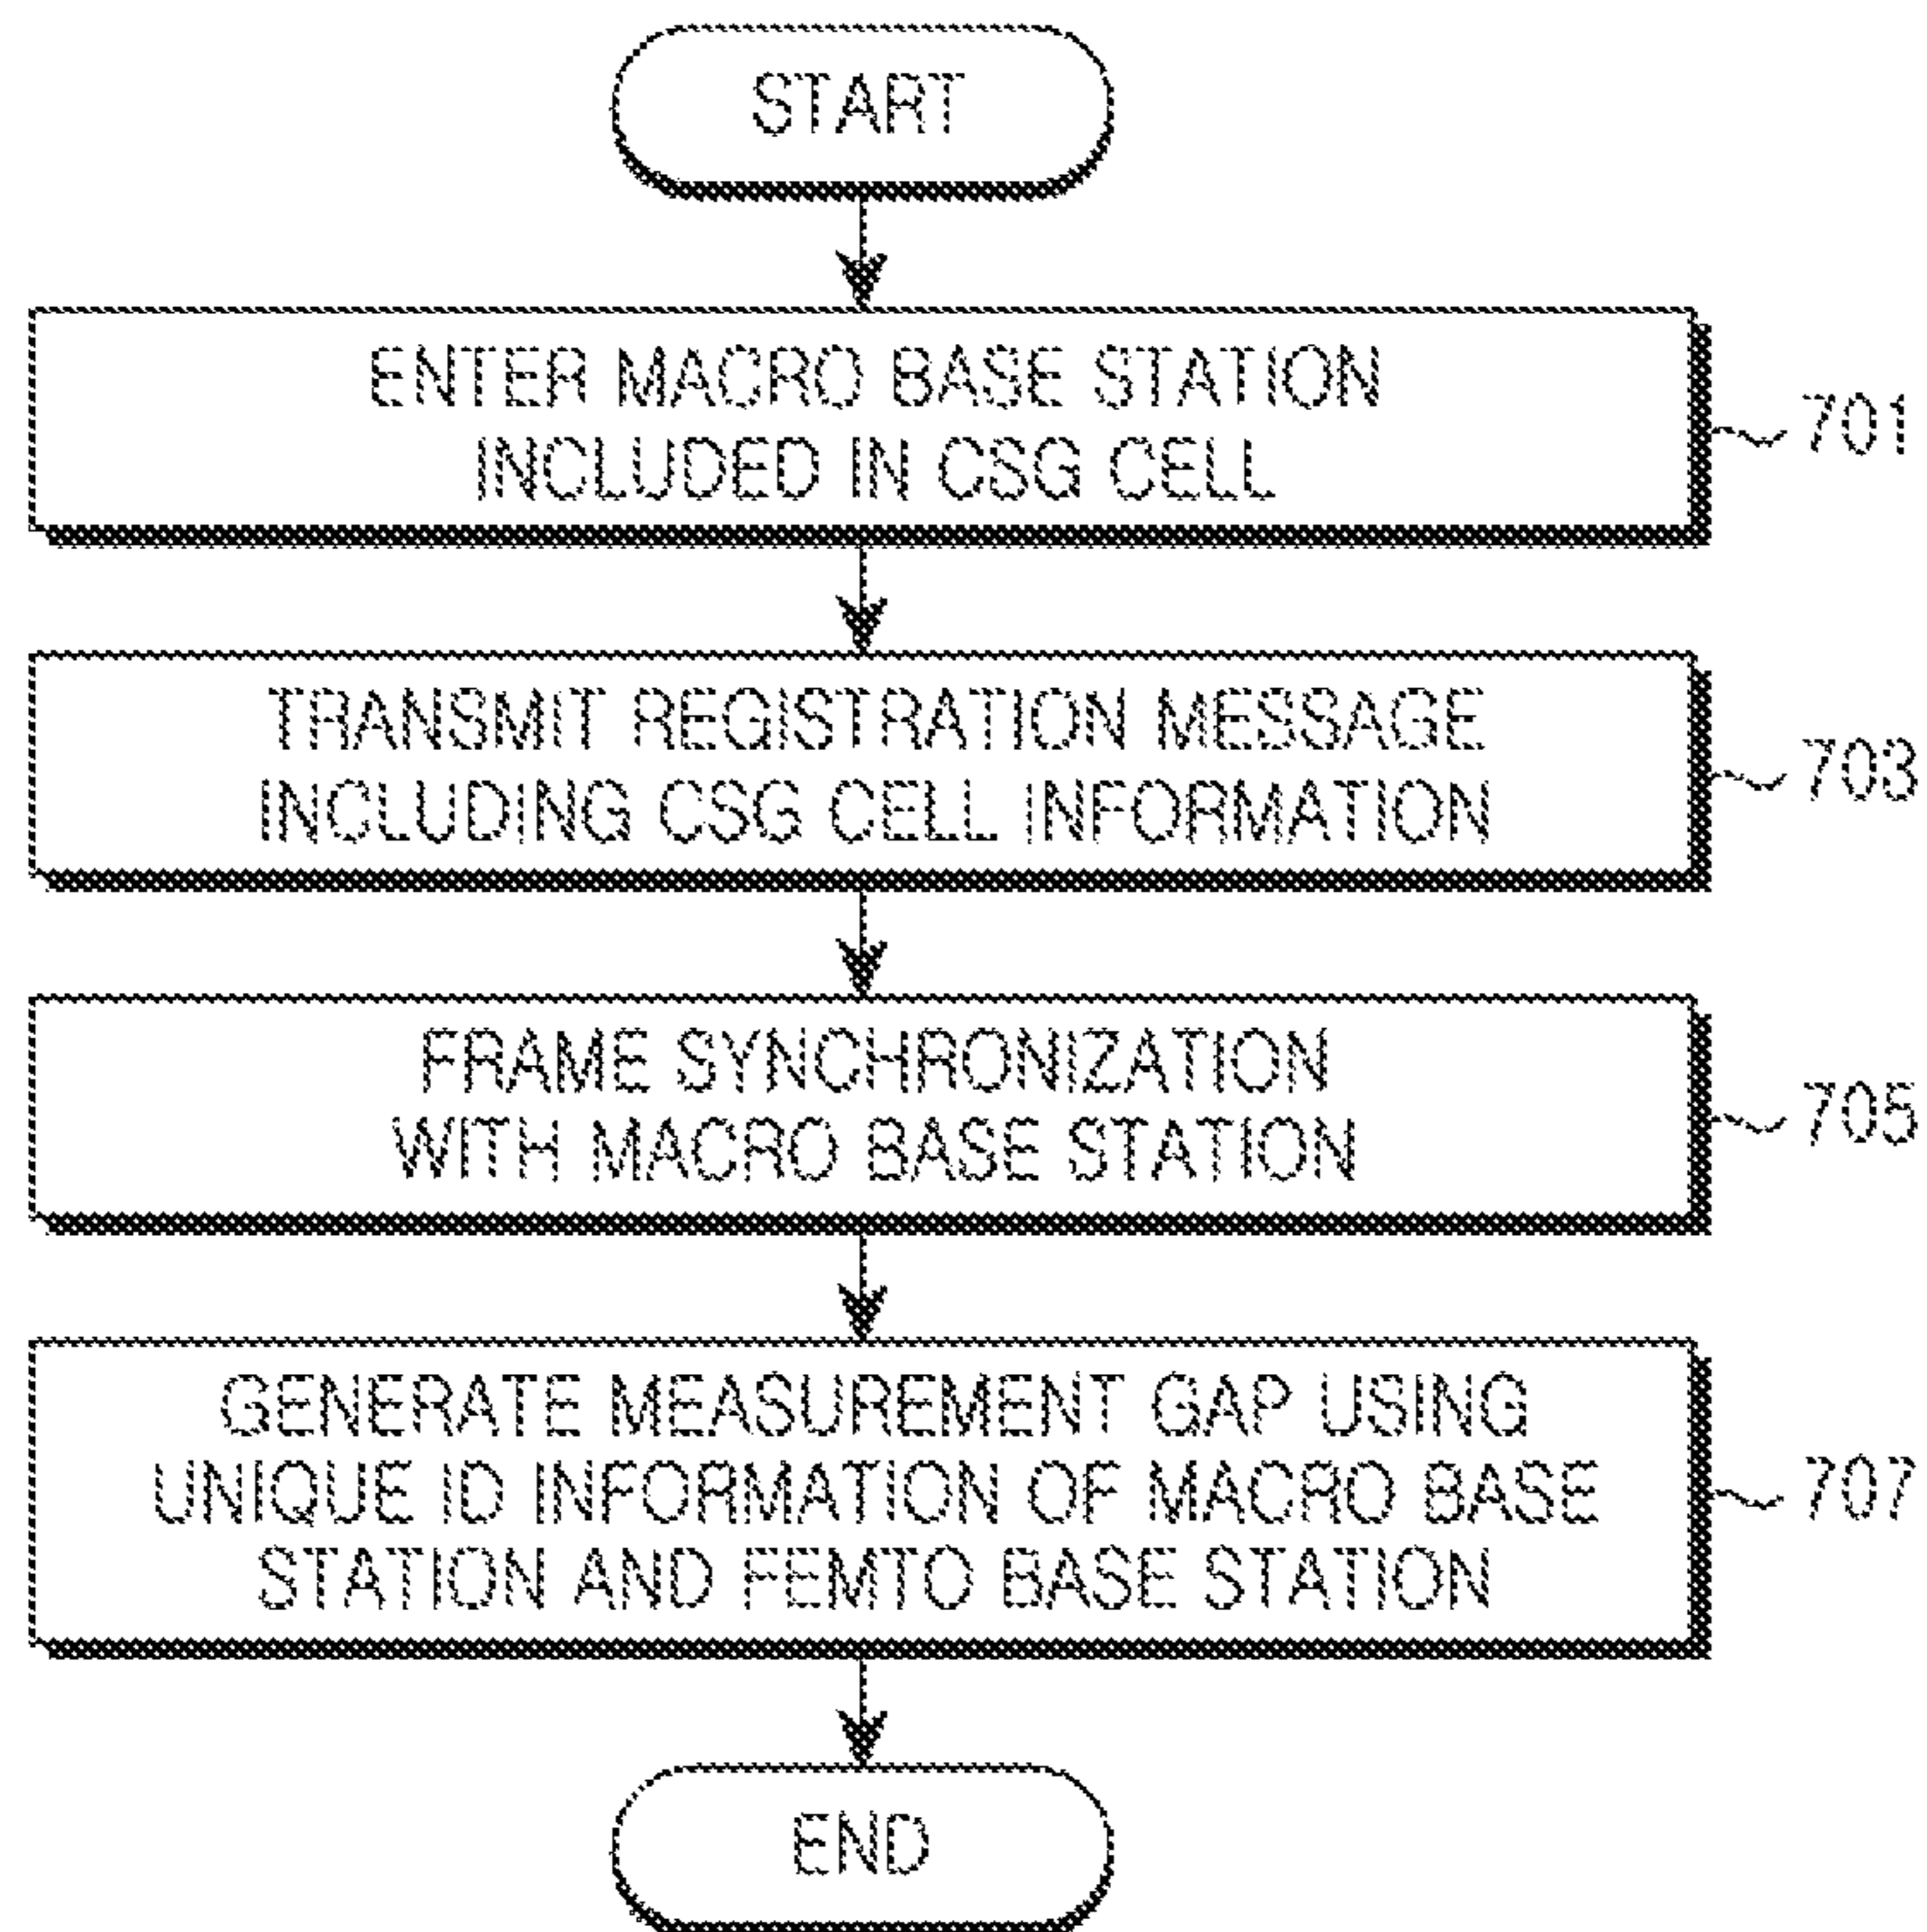 START
ENTER MACRO BASE STATION
INCLUDED IN CSG CELL
701
TRANSMIT REGISTRATION MESSAGE
INCLUDING CSG CELL INFORMATION
703
FRAME SYNCHRONIZATION
WITH MACRO BASE STATION
705
GENERATE MEASUREMENT GAP USING
UNIQUE ID INFORMATION OF MACRO BASE
STATION AND FEMTO BASE STATION
707
END